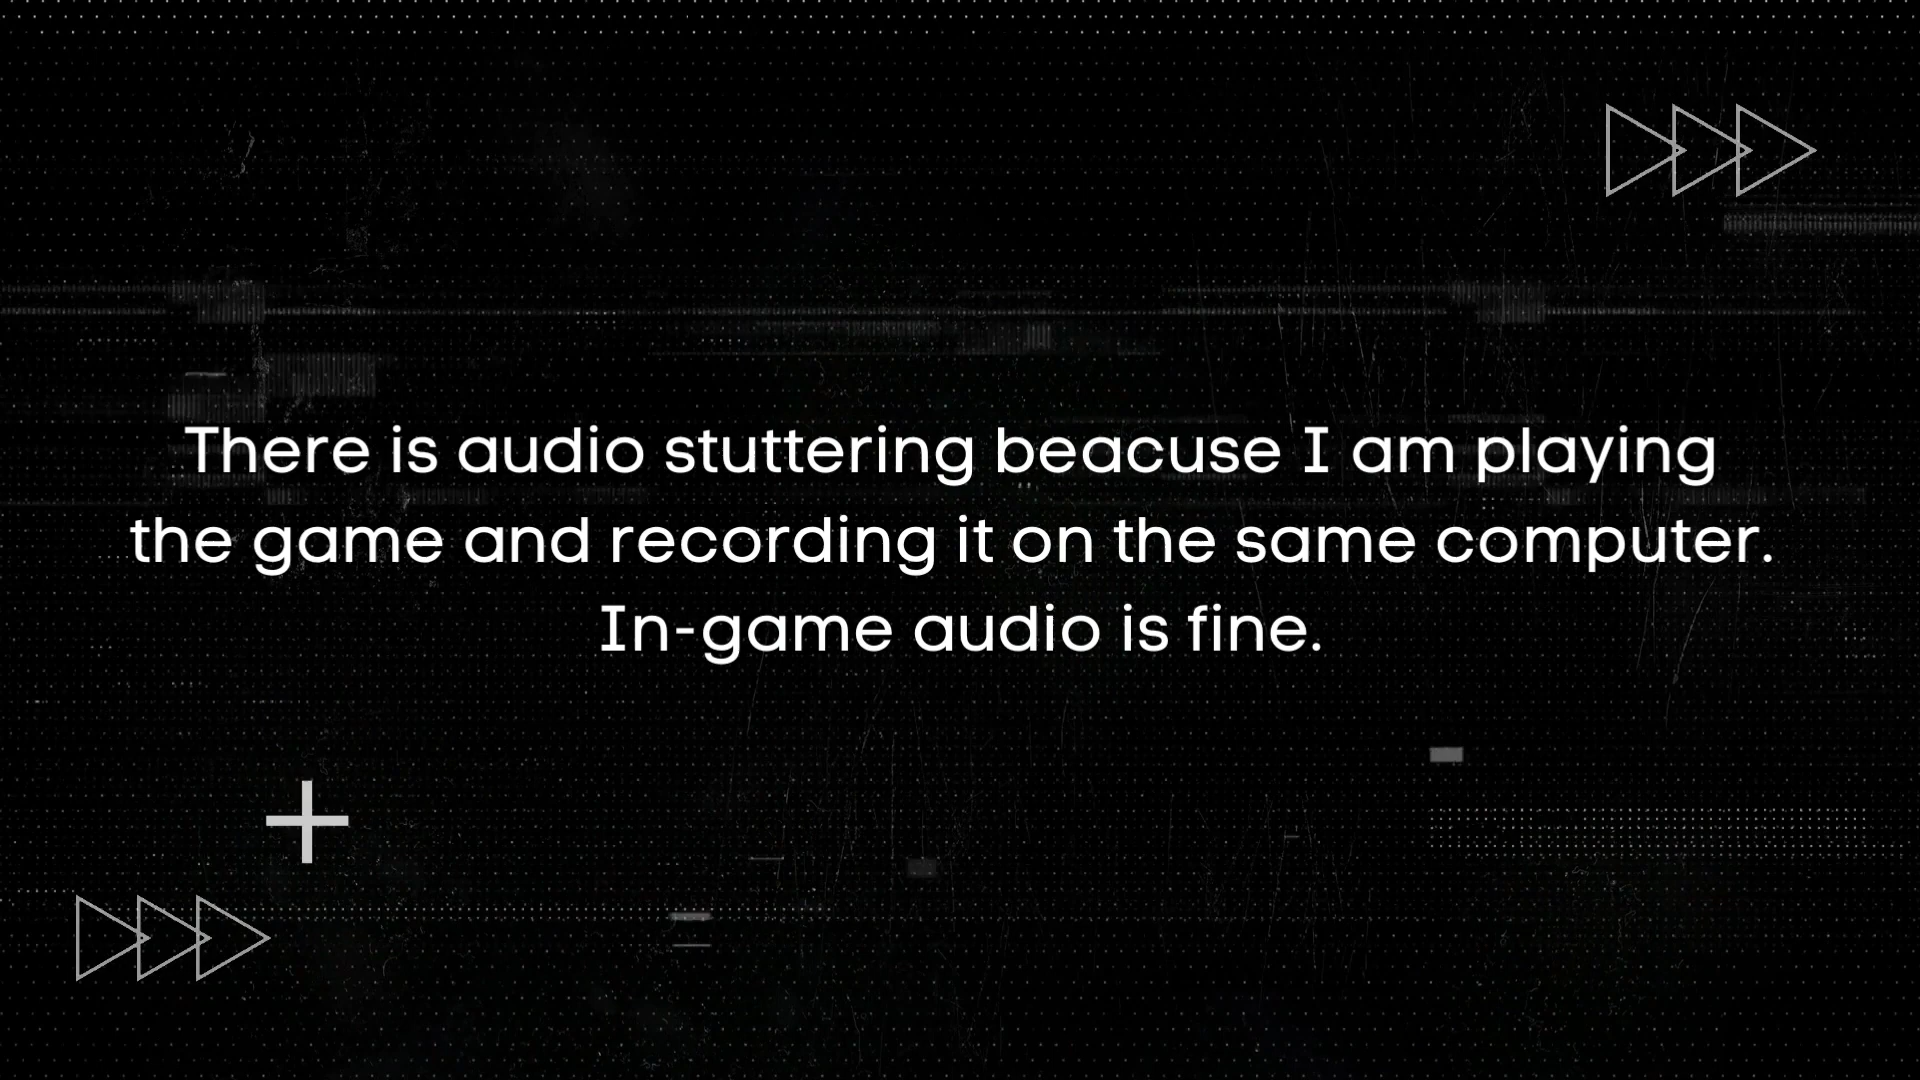 There is audio stuttering beacuse I am playing
the game and recording it on the same computer.
In-game audio is fine.